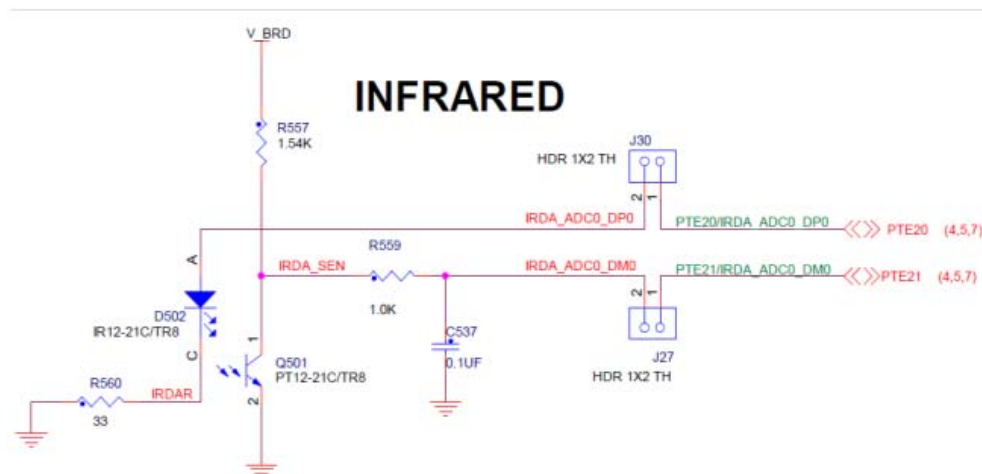 V_BRD
INFRARED
R557
1.54K
J30
HDR 1X2 TH
2
1
IRDA_ADC0_DP0
PTE20/IRDA_ADC0_DP0
PTE20 (4,5,7)
R559
A
IRDA_SEN
IRDA_ADC0_DM0
PTE21/IRDA_ADC0_DM0
PTE21 (4,5,7)
1.0K
2
1
D502
IR12-21C/TR8
C537
0.1UF
1
C
Q501
PT12-21C/TR8
J27
HDR 1X2 TH
R560
IRDAR
2
33